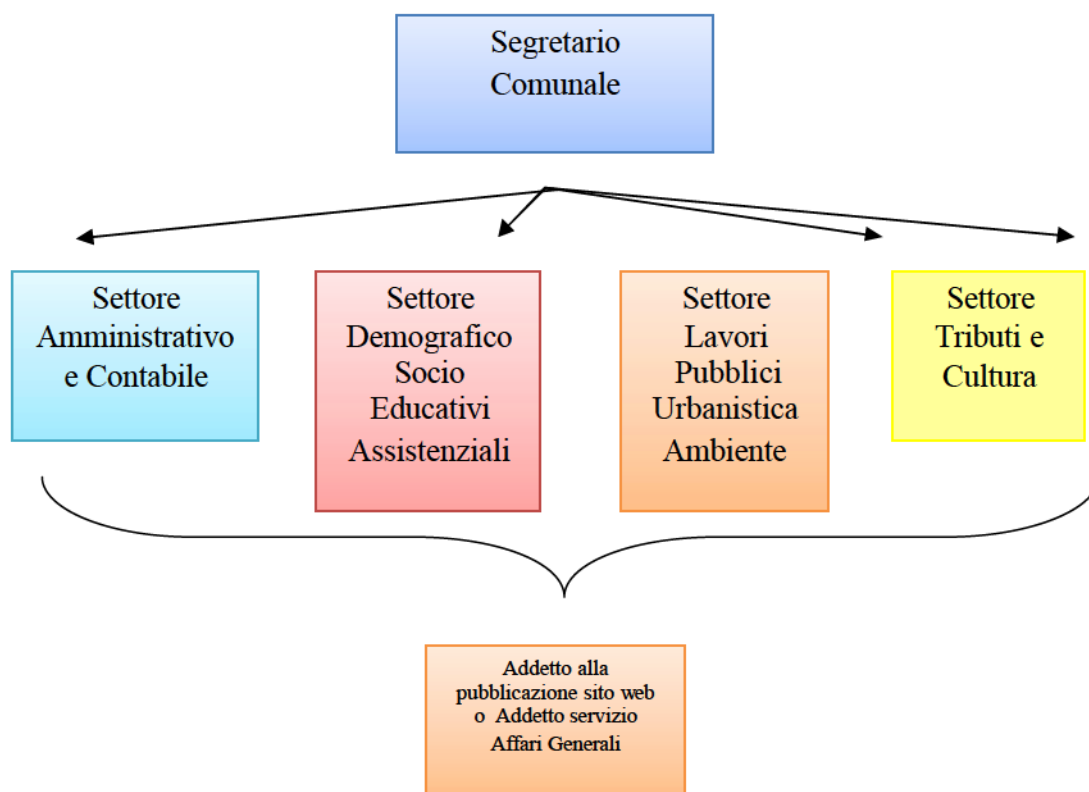 Segretario
Comunale
Settore
Amministrativo
e Contabile
Settore
Demografico
Socio
Educativi
Assistenziali
Settore
Lavori
Pubblici
Urbanistica
Ambiente
Settore
Tributi e
Cultura
Addetto alla
pubblicazione sito web
o Addetto servizio
Affari Generali